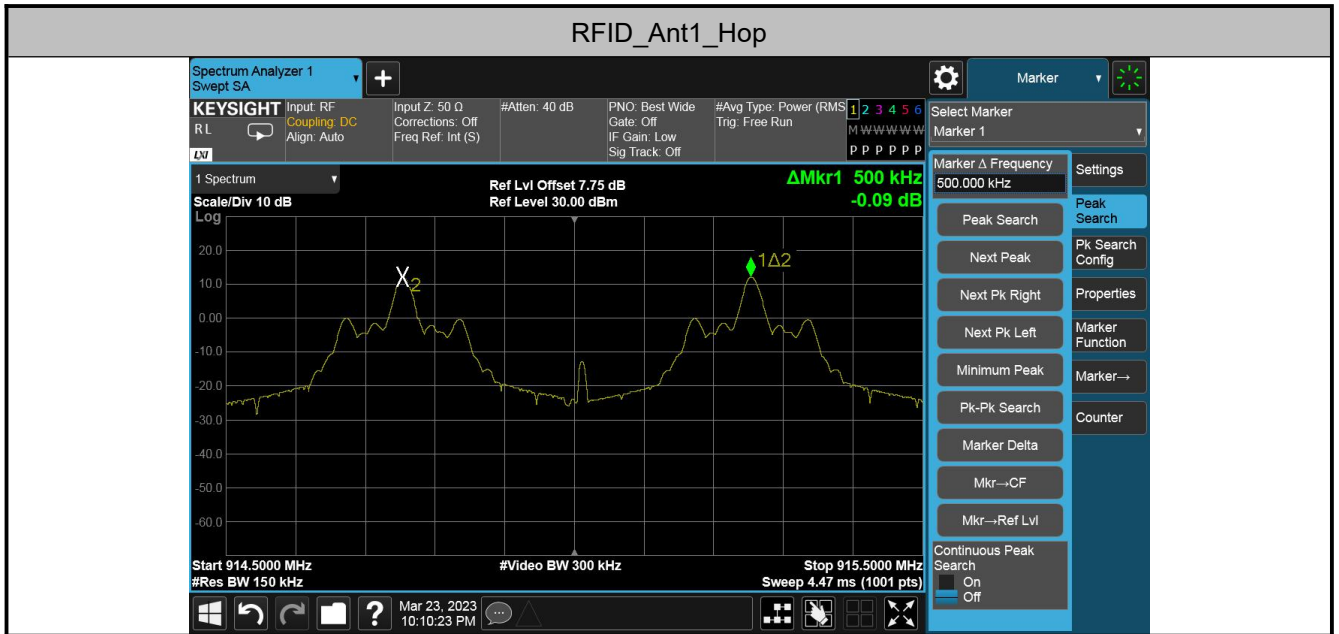 RFID_Ant1_Hop
Spectrum Analyzer 1
Swept SA
+
Marker
KEYSIGHT
RL
LXI
Input: RF
Coupling: DC
Align: Auto
Input Z: 50 Ω
Corrections: Off
Freq Ref: Int (S)
#Atten: 40 dB
PNO: Best Wide
Gate: Off
IF Gain: Low
Sig Track: Off
#Avg Type: Power (RMS
Trig: Free Run
1 2 3 4 5 6
M W W W W W
P P P P P P
Select Marker
Marker 1
1 Spectrum
Scale/Div 10 dB
Log
Ref Lvl Offset 7.75 dB
Ref Level 30.00 dBm
ΔMkr1 500 kHz
-0.09 dB
20.0
10.0
0.00
-10.0
-20.0
-30.0
-40.0
-50.0
-60.0
X2
1Δ2
Start 914.5000 MHz
#Res BW 150 kHz
#Video BW 300 kHz
Stop 915.5000 MHz
Sweep 4.47 ms (1001 pts)
Marker Δ Frequency
500.000 kHz
Peak Search
Next Peak
Next Pk Right
Next Pk Left
Minimum Peak
Pk-Pk Search
Marker Delta
Mkr→CF
Mkr→Ref Lvl
Continuous Peak
Search
On
Off
Settings
Peak
Search
Pk Search
Config
Properties
Marker
Function
Marker→
Counter
?
Mar 23, 2023
10:10:23 PM